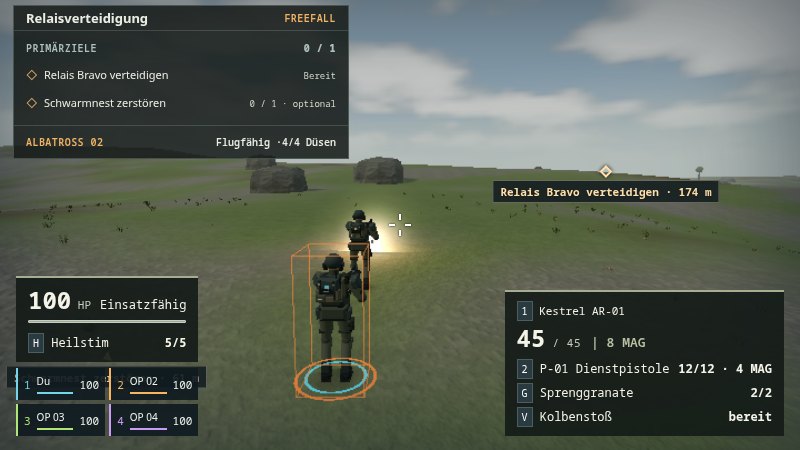 Relaisverteidigung FREEFALL
PRIMÄRZIELE 0 / 1
Relais Bravo verteidigen Bereit
Schwarmnest zerstören 0 / 1 · optional
ALBATROSS 02 Flugfähig ·4/4 Düsen
Relais Bravo verteidigen · 174 m
100 HP Einsatzfähig
H Heilstim 5/5
1 Du 100
2 OP 02 100
3 OP 03 100
4 OP 04 100
1 Kestrel AR-01
45 / 45 | 8 MAG
2 P-01 Dienstpistole 12/12 · 4 MAG
G Sprenggranate 2/2
V Kolbenstoß bereit